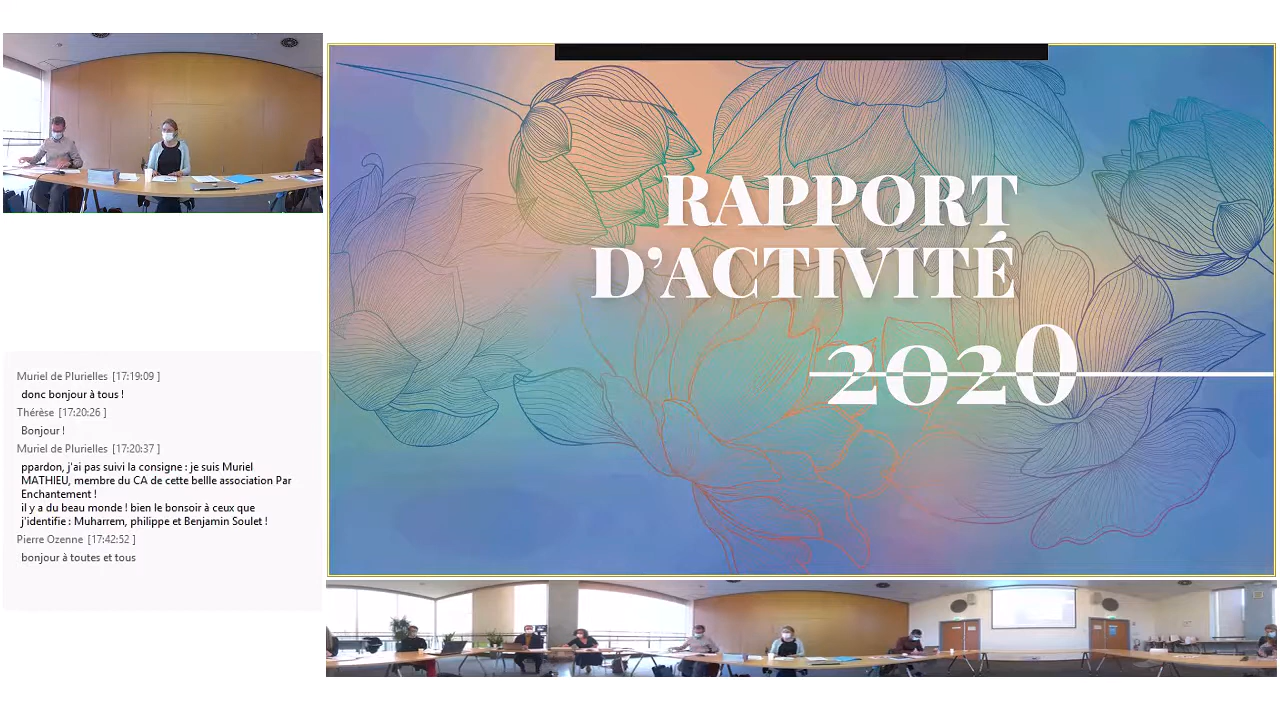 RAPPORT
D'ACTIVITÉ
2020
Muriel de Plurielles [17:19:09 ]
donc bonjour à tous !
Thérèse [17:20:26 ]
Bonjour !
Muriel de Plurielles [17:20:37 ]
ppardon, j'ai pas suivi la consigne : je suis Muriel
MATHIEU, membre du CA de cette bellle association Par
Enchantement !
il y a du beau monde ! bien le bonsoir à ceux que
j'identifie : Muharrem, philippe et Benjamin Soulet !
Pierre Ozenne [17:42:52 ]
bonjour à toutes et tous